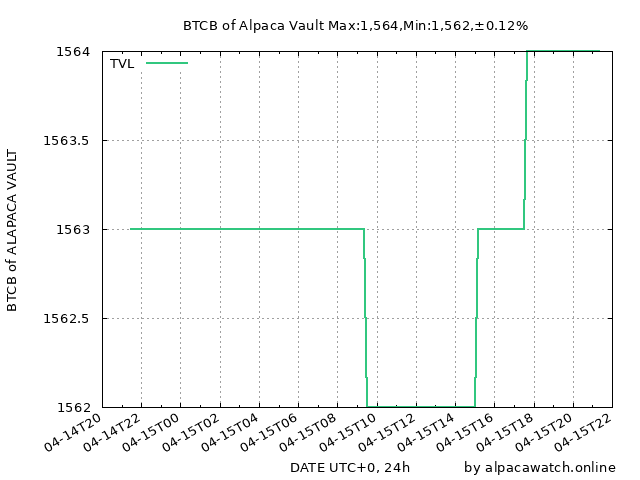 BTCB of Alpaca Vault Max:1,564,Min:1,562,±0.12%
TVL
BTCB of ALAPACA VAULT
1564
1563.5
1563
1562.5
1562
04-14T20
04-14T22
04-15T00
04-15T02
04-15T04
04-15T06
04-15T08
04-15T10
04-15T12
04-15T14
04-15T16
04-15T18
04-15T20
04-15T22
DATE UTC+0, 24h
by alpacawatch.online